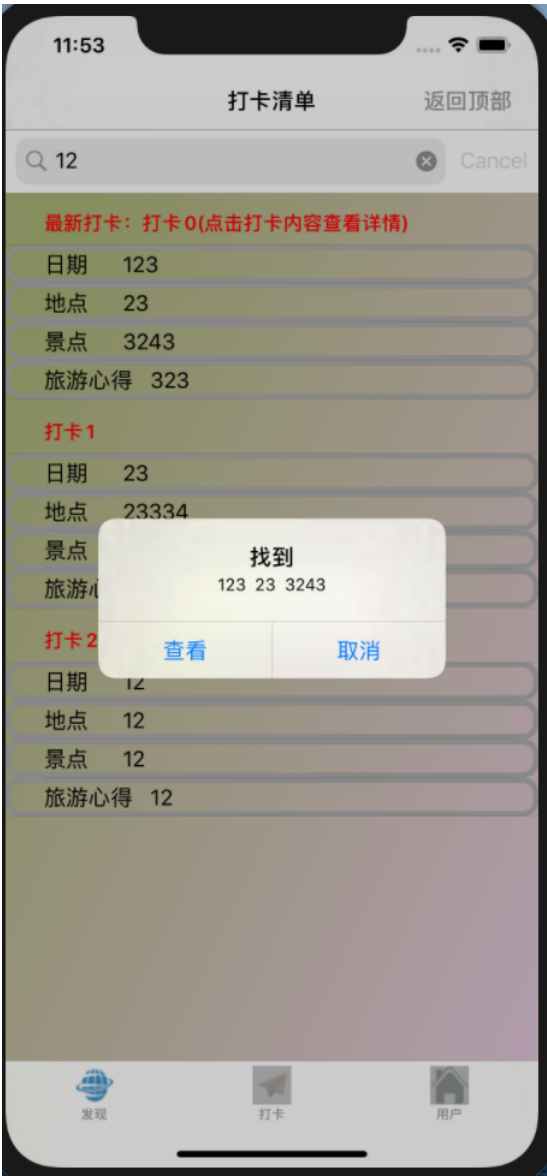 11:53
打卡清单 返回顶部
12 Cancel
最新打卡：打卡0(点击打卡内容查看详情)
日期 123
地点 23
景点 3243
旅游心得 323
打卡1
日期 23
地点 23334
景点
旅游心
找到
123 23 3243
查看 取消
打卡2
日期 12
地点 12
景点 12
旅游心得 12
发现 打卡 用户